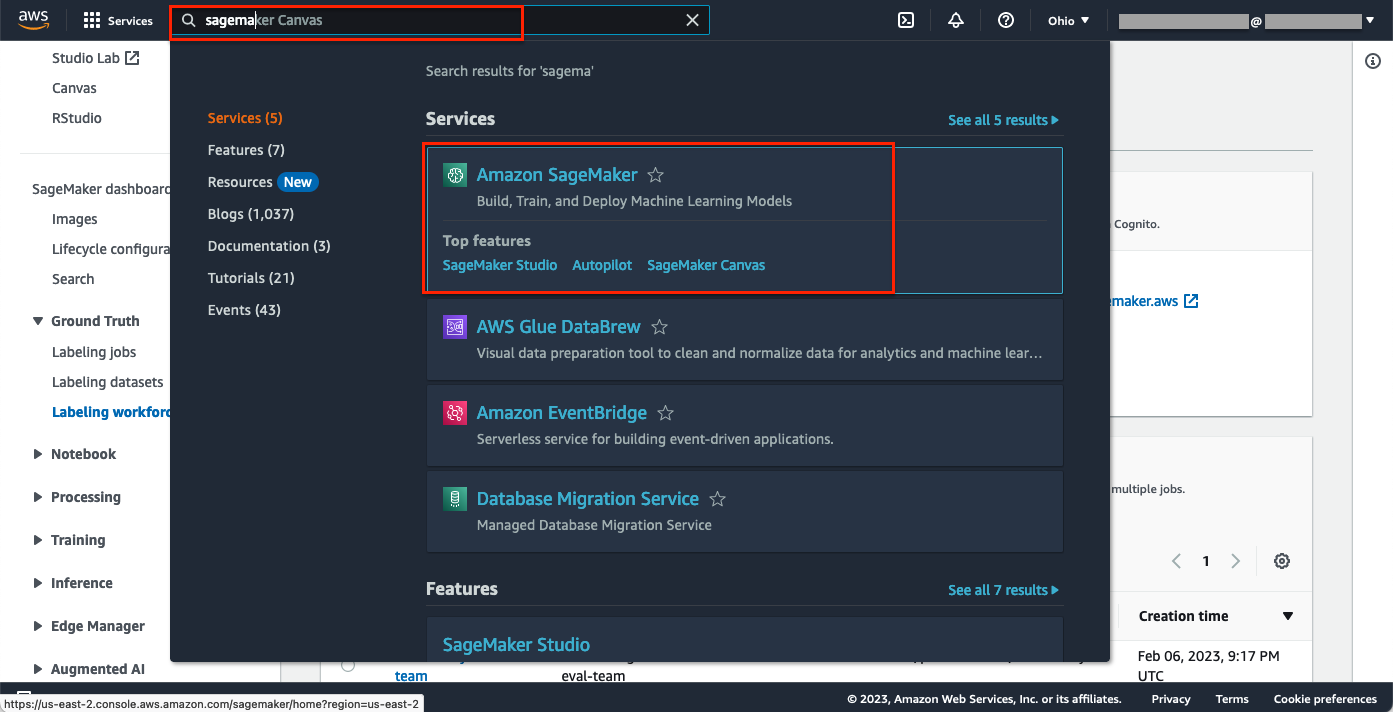 aws
Services
sagemaker Canvas
Ohio
@
Studio Lab
Canvas
RStudio
SageMaker dashboard
Images
Lifecycle configura
Search
Ground Truth
Labeling jobs
Labeling datasets
Labeling workforc
Notebook
Processing
Training
Inference
Edge Manager
Augmented AI
Search results for 'sagema'
Services (5)
Features (7)
Resources New
Blogs (1,037)
Documentation (3)
Tutorials (21)
Events (43)
Services
See all 5 results
Amazon SageMaker
Build, Train, and Deploy Machine Learning Models
Top features
SageMaker Studio Autopilot SageMaker Canvas
AWS Glue DataBrew
Visual data preparation tool to clean and normalize data for analytics and machine lear...
Amazon EventBridge
Serverless service for building event-driven applications.
Database Migration Service
Managed Database Migration Service
Features
See all 7 results
SageMaker Studio
Cognito.
emaker.aws
multiple jobs.
1
Creation time
Feb 06, 2023, 9:17 PM
UTC
team
eval-team
https://us-east-2.console.aws.amazon.com/sagemaker/home?region=us-east-2
© 2023, Amazon Web Services, Inc. or its affiliates.
Privacy
Terms
Cookie preferences